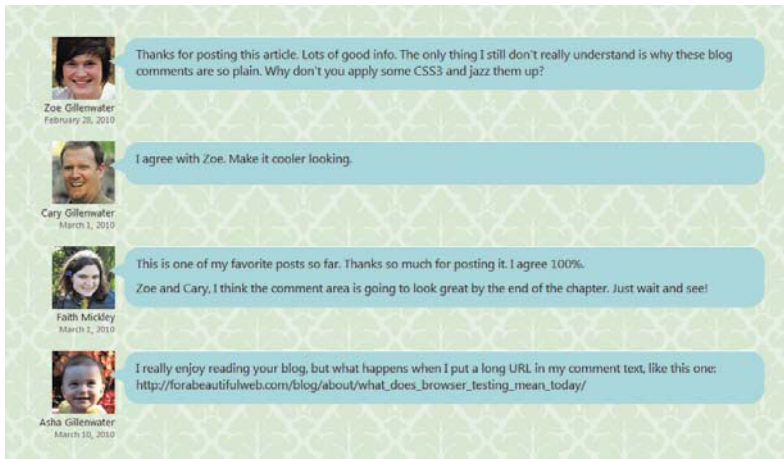 Thanks for posting this article. Lots of good info. The only thing I still don't really understand is why these blog
comments are so plain. Why don't you apply some CSS3 and jazz them up?
Zoe Gillenwater
February 28, 2010
I agree with Zoe. Make it cooler looking.
Cary Gillenwater
March 1, 2010
This is one of my favorite posts so far. Thanks so much for posting it. I agree 100%.
Zoe and Cary, I think the comment area is going to look great by the end of the chapter. Just wait and see!
Faith Mickley
March 1, 2010
I really enjoy reading your blog, but what happens when I put a long URL in my comment text, like this one:
http://forabeautifulweb.com/blog/about/what_does_browser_testing_mean_today/
Asha Gillenwater
March 10, 2010